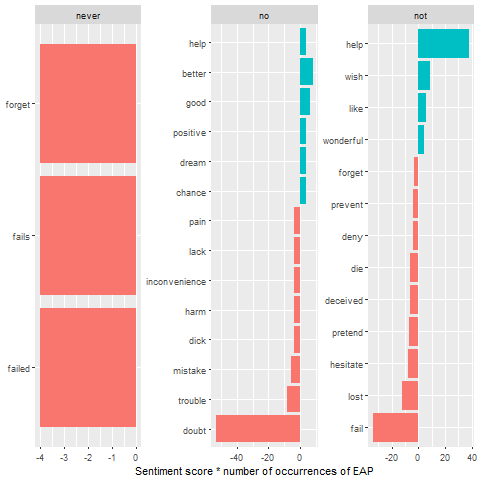 never
no
not
forget
fails
failed
help
better
good
positive
dream
chance
pain
lack
inconvenience
harm
dick
mistake
trouble
doubt
help
wish
like
wonderful
forget
prevent
deny
die
deceived
pretend
hesitate
lost
fail
-4 -3 -2 -1 0
-40 -20 0
-20 0 20 40
Sentiment score * number of occurrences of EAP